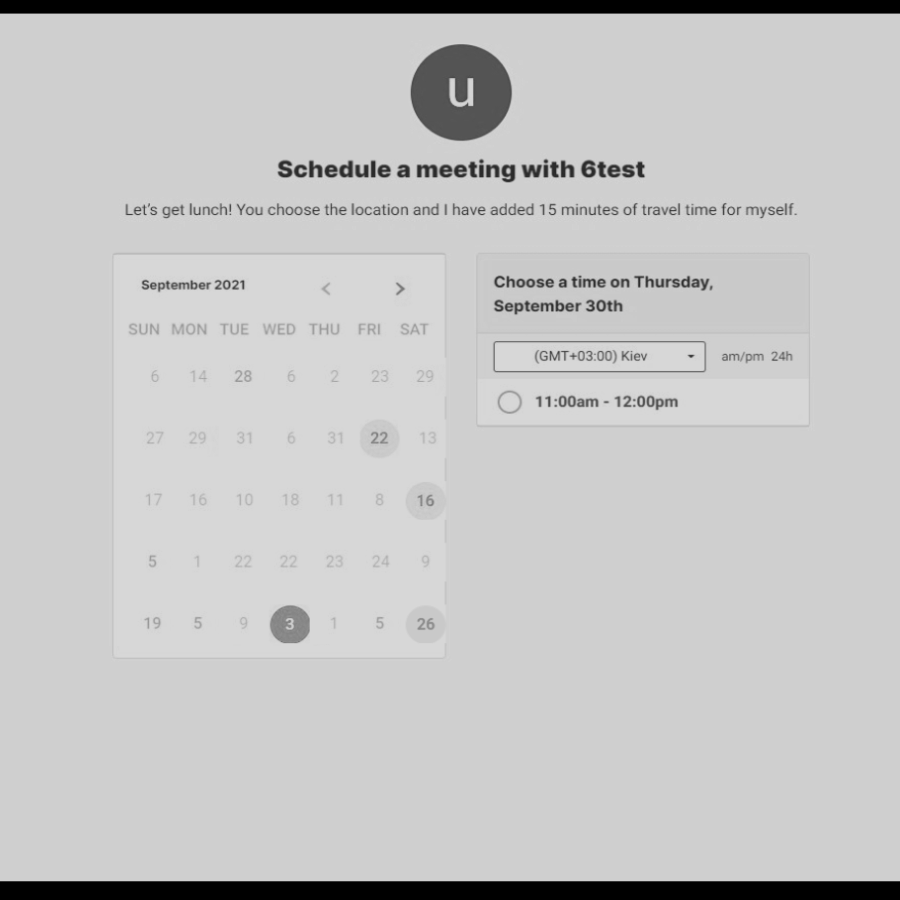 u
Schedule a meeting with 6test
Let's get lunch! You choose the location and I have added 15 minutes of travel time for myself.
September 2021 < >
SUN MON TUE WED THU FRI SAT
6 14 28 6 2 23 29
27 29 31 6 31 22 13
17 16 10 18 11 8 16
5 1 22 22 23 24 9
19 5 9 3 1 5 26
Choose a time on Thursday,
September 30th
(GMT+03:00) Kiev am/pm 24h
11:00am - 12:00pm